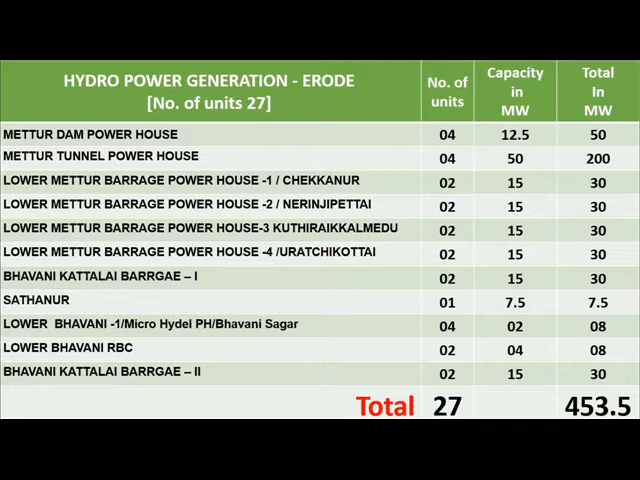 HYDRO POWER GENERATION - ERODE [No. of units 27] No. of units Capacity in MW Total In MW
METTUR DAM POWER HOUSE 04 12.5 50
METTUR TUNNEL POWER HOUSE 04 50 200
LOWER METTUR BARRAGE POWER HOUSE -1 / CHEKKANUR 02 15 30
LOWER METTUR BARRAGE POWER HOUSE -2 / NERINJIPETTAI 02 15 30
LOWER METTUR BARRAGE POWER HOUSE-3 KUTHIRAIKKALMEDU 02 15 30
LOWER METTUR BARRAGE POWER HOUSE -4 /URATCHIKOTTAI 02 15 30
BHAVANI KATTALAI BARRGAE – I 02 15 30
SATHANUR 01 7.5 7.5
LOWER BHAVANI -1/Micro Hydel PH/Bhavani Sagar 04 02 08
LOWER BHAVANI RBC 02 04 08
BHAVANI KATTALAI BARRGAE – II 02 15 30
Total 27 453.5